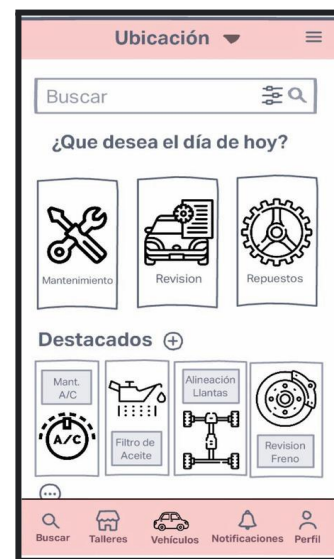 Ubicación
Buscar
¿Que desea el día de hoy?
Mantenimiento
Revision
Repuestos
Destacados
Mant.
A/C
A/C
Filtro de
Aceite
Alineación
Llantas
Revision
Freno
Buscar
Talleres
Vehículos
Notificaciones
Perfil